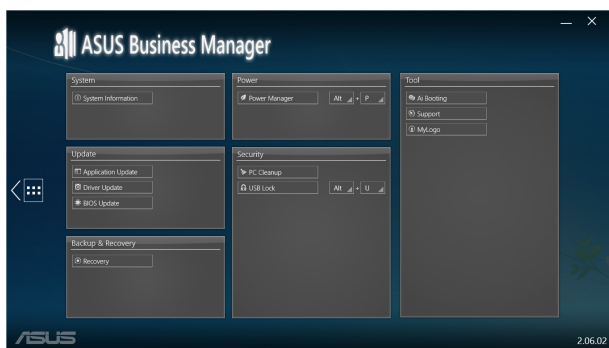 ASUS Business Manager
System
System Information
Power
Power Manager Alt + P
Tool
Ai Booting
Support
MyLogo
Update
Application Update
Driver Update
BIOS Update
Security
PC Cleanup
USB Lock Alt + U
Backup & Recovery
Recovery
ASUS
2.06.02